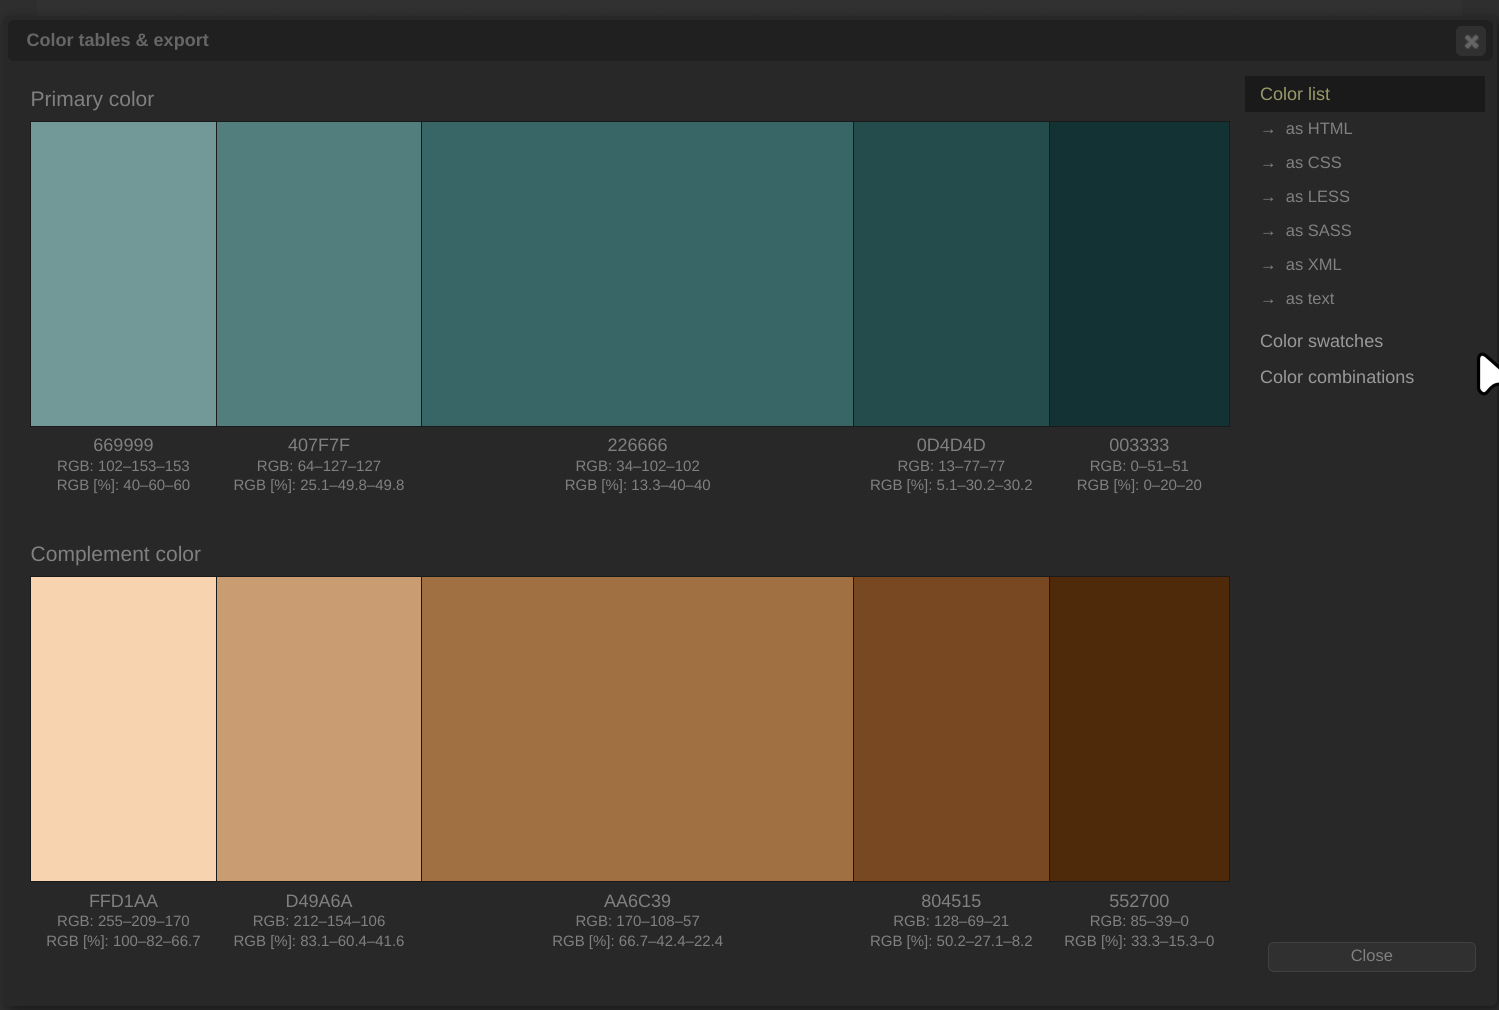 Color tables & export
Primary color
669999
RGB: 102–153–153
RGB [%]: 40–60–60
407F7F
RGB: 64–127–127
RGB [%]: 25.1–49.8–49.8
226666
RGB: 34–102–102
RGB [%]: 13.3–40–40
0D4D4D
RGB: 13–77–77
RGB [%]: 5.1–30.2–30.2
003333
RGB: 0–51–51
RGB [%]: 0–20–20
Complement color
FFD1AA
RGB: 255–209–170
RGB [%]: 100–82–66.7
D49A6A
RGB: 212–154–106
RGB [%]: 83.1–60.4–41.6
AA6C39
RGB: 170–108–57
RGB [%]: 66.7–42.4–22.4
804515
RGB: 128–69–21
RGB [%]: 50.2–27.1–8.2
552700
RGB: 85–39–0
RGB [%]: 33.3–15.3–0
Color list
→ as HTML
→ as CSS
→ as LESS
→ as SASS
→ as XML
→ as text
Color swatches
Color combinations
Close